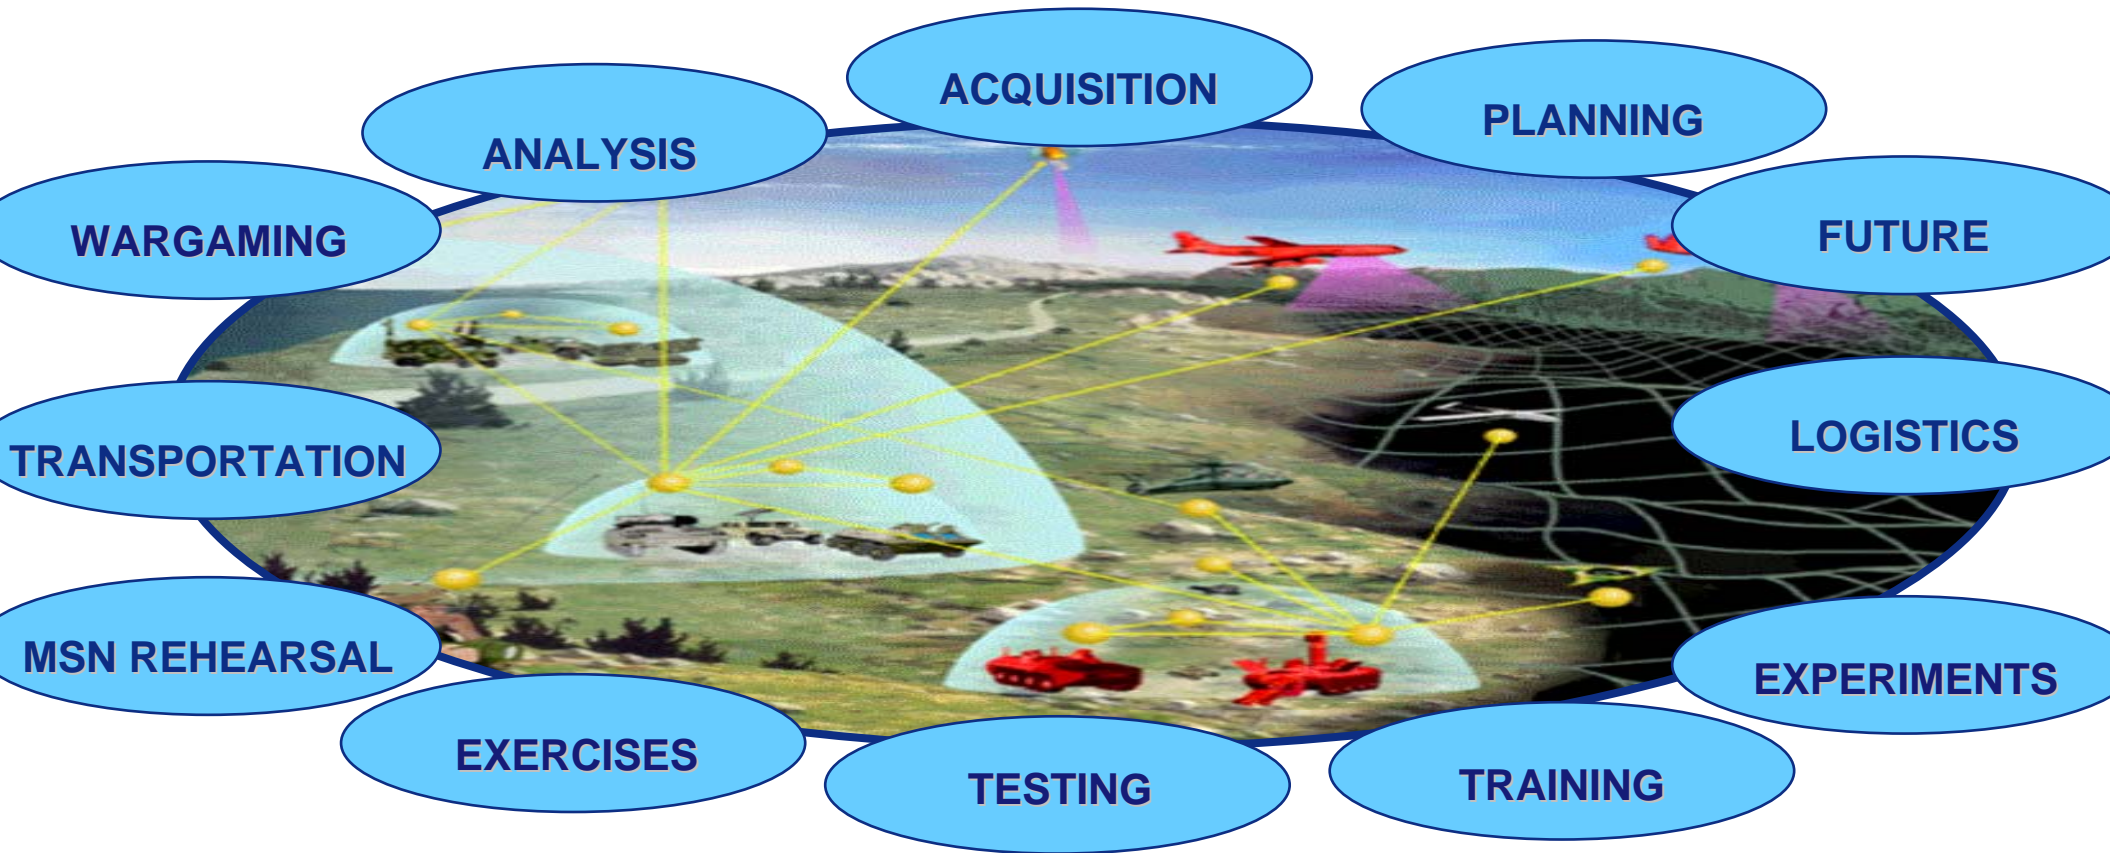 ACQUISITION
PLANNING
ANALYSIS
WARGAMING
FUTURE
TRANSPORTATION
LOGISTICS
MSN REHEARSAL
EXPERIMENTS
EXERCISES
TESTING
TRAINING